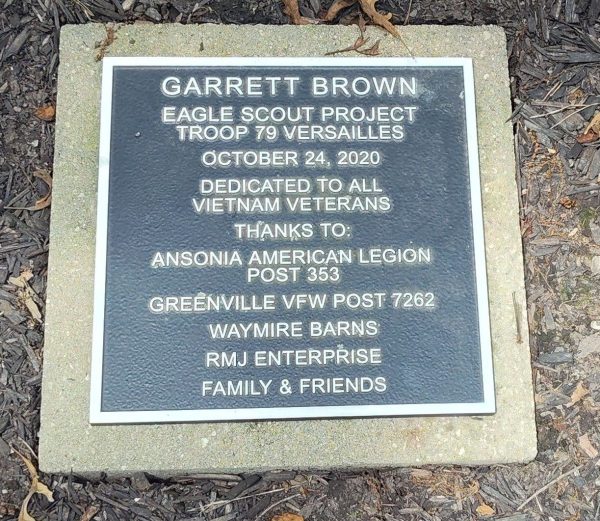 GARRETT BROWN
EAGLE SCOUT PROJECT
TROOP 79 VERSAILLES
OCTOBER 24, 2020
DEDICATED TO ALL
VIETNAM VETERANS
THANKS TO:
ANSONIA AMERICAN LEGION
POST 353
GREENVILLE VFW POST 7262
WAYMIRE BARNS
RMJ ENTERPRISE
FAMILY & FRIENDS